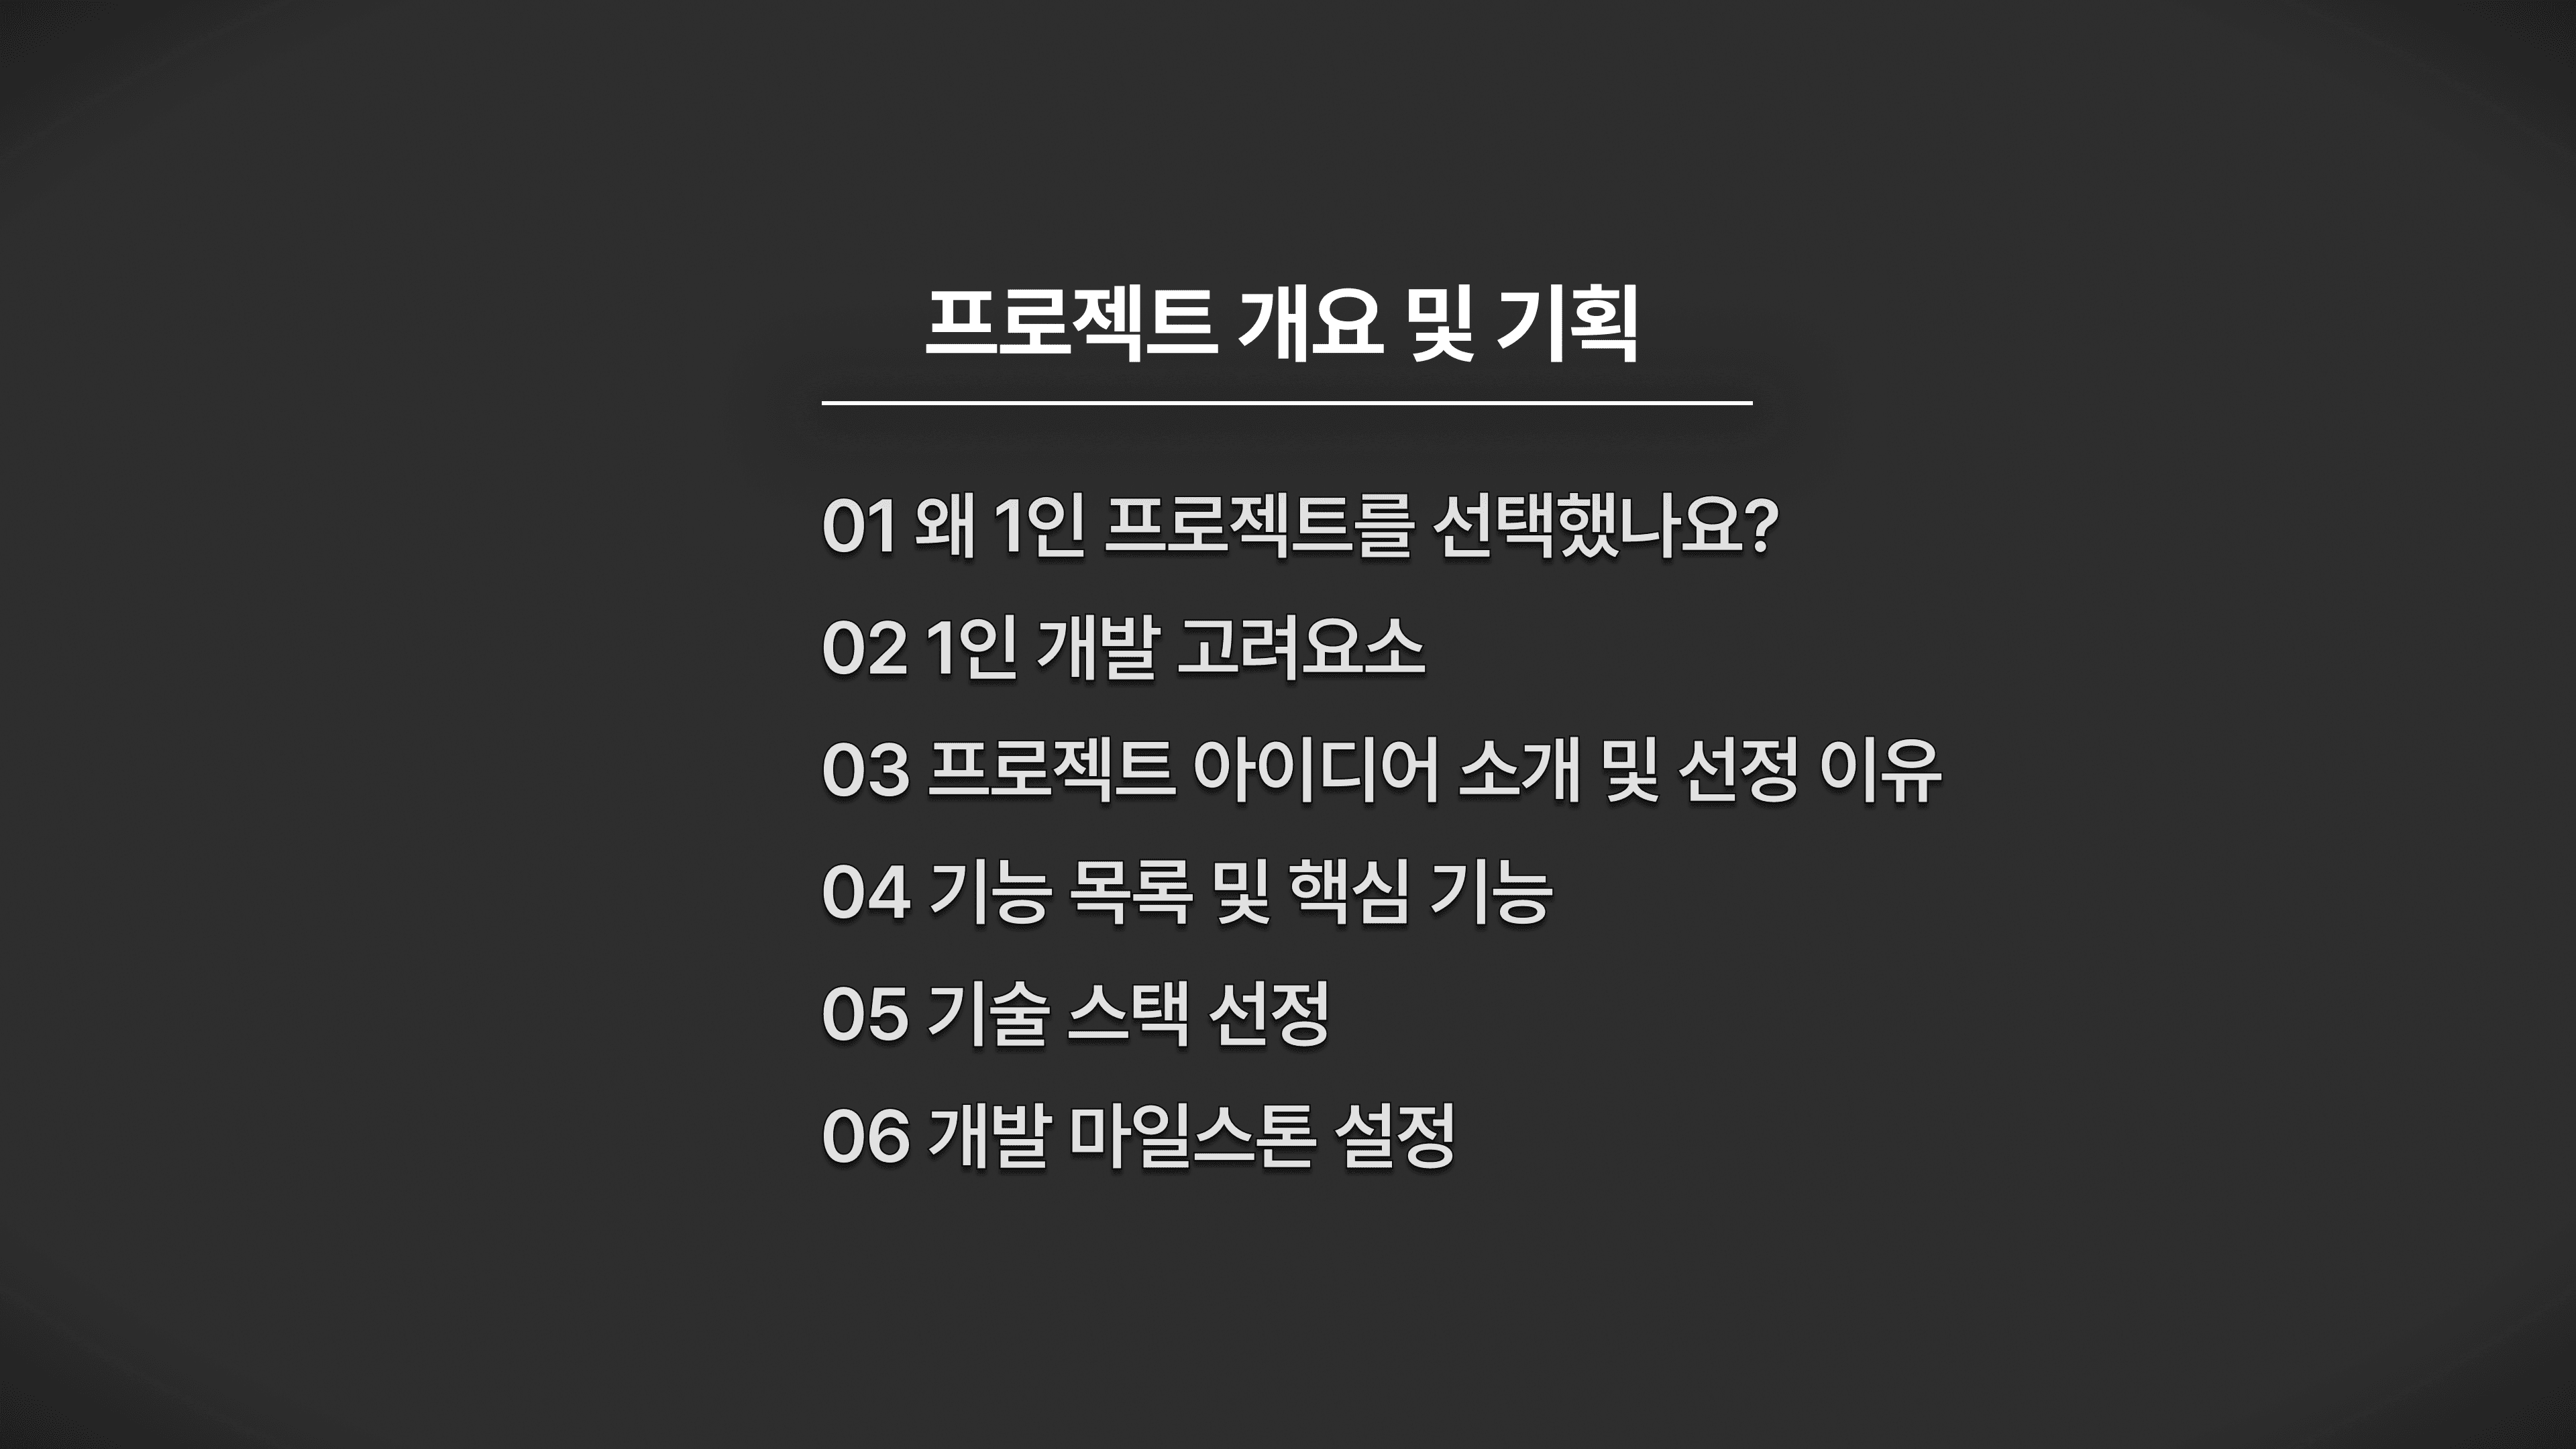 프로젝트 개요 및 기획
01 왜 1인 프로젝트를 선택했나요?
02 1인 개발 고려요소
03 프로젝트 아이디어 소개 및 선정 이유
04 기능 목록 및 핵심 기능
05 기술 스택 선정
06 개발 마일스톤 설정